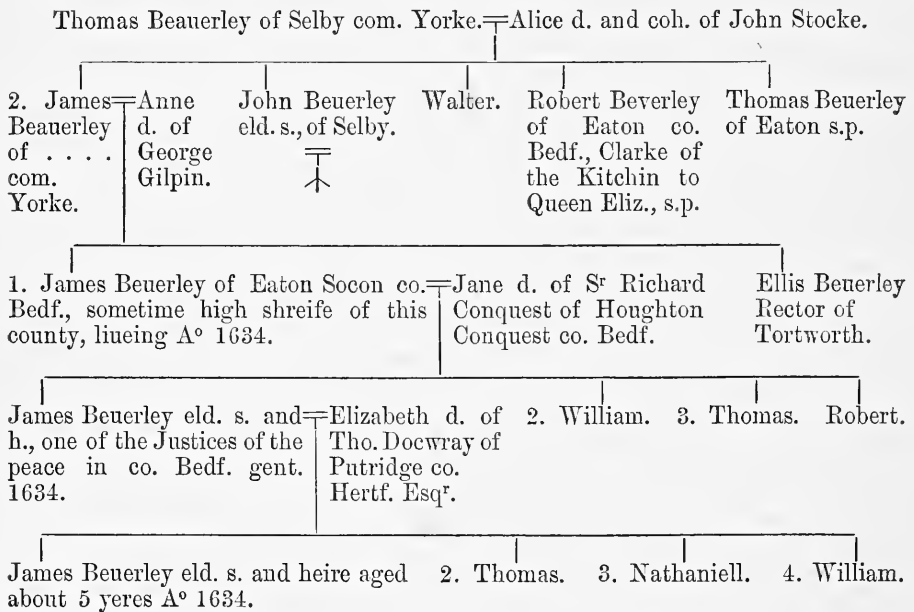 Thomas Beauerley of Selby com. Yorke.╤Alice d. and coh. of John Stocke.
2. James╤Anne
Beauerley d. of
of . . . . George
com. Gilpin.
Yorke.
John Beuerley
eld. s., of Selby.
Walter.
Robert Beverley
of Eaton co.
Bedf., Clarke of
the Kitchin to
Queen Eliz., s.p.
Thomas Beuerley
of Eaton s.p.
1. James Beuerley of Eaton Socon co.╤Jane d. of Sʳ Richard
Bedf., sometime high shreife of this Conquest of Houghton
county, liueing Aº 1634. Conquest co. Bedf.
Ellis Beuerley
Rector of
Tortworth.
James Beuerley eld. s. and╤Elizabeth d. of
h., one of the Justices of the Tho. Docwray of
peace in co. Bedf. gent. Putridge co.
1634. Hertf. Esqʳ.
2. William. 3. Thomas. Robert.
James Beuerley eld. s. and heire aged
about 5 yeres Aº 1634.
2. Thomas. 3. Nathaniell. 4. William.